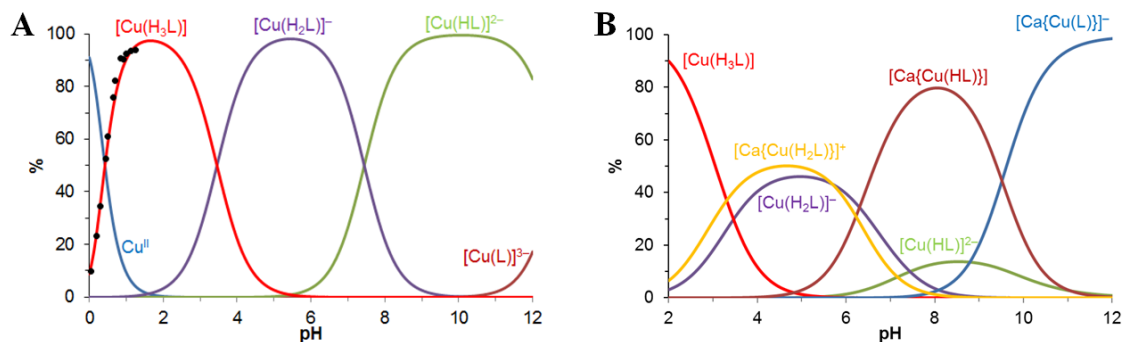 A
[Cu(H₃L)]
[Cu(H₂L)]⁻
[Cu(HL)]²⁻
100
80
60
%
40
20
0
Cuᴵᴵ
[Cu(L)]³⁻
0 2 4 6 8 10 12
pH
B
[Ca{Cu(L)}]⁻
[Cu(H₃L)]
[Ca{Cu(HL)}]
[Ca{Cu(H₂L)}]⁺
[Cu(H₂L)]⁻
[Cu(HL)]²⁻
100
80
60
%
40
20
0
2 4 6 8 10 12
pH